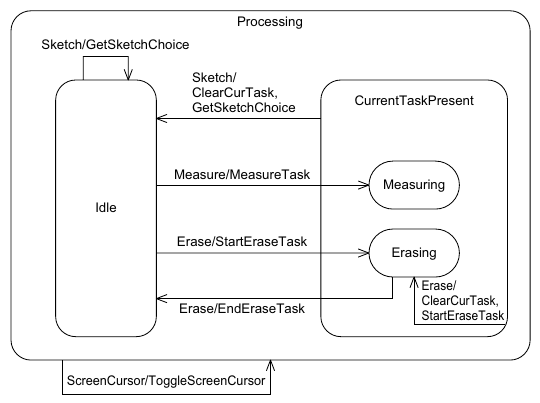 Processing
Sketch/GetSketchChoice
Sketch/
ClearCurTask,
GetSketchChoice
CurrentTaskPresent
Measure/MeasureTask
Measuring
Idle
Erase/StartEraseTask
Erasing
Erase/EndEraseTask
Erase/
ClearCurTask,
StartEraseTask
ScreenCursor/ToggleScreenCursor